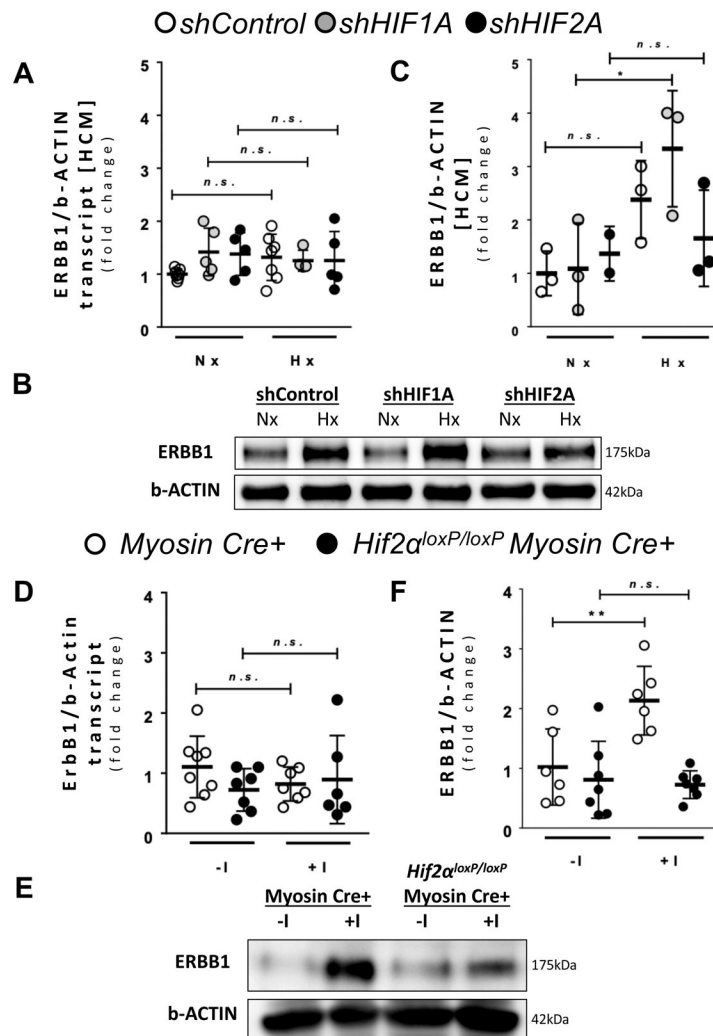 shControl shHIF1A shHIF2A
A
ERBB1/b-ACTIN
transcript [HCM]
(fold change)
5
4
3
2
1
0
n.s.
n.s.
n.s.
Nx Hx
C
ERBB1/b-ACTIN
[HCM]
(fold change)
5
4
3
2
1
0
n.s.
*
n.s.
Nx Hx
B
shControl shHIF1A shHIF2A
Nx Hx Nx Hx Nx Hx
ERBB1 175kDa
b-ACTIN 42kDa
Myosin Cre+ Hif2α^loxP/loxP Myosin Cre+
D
ErbB1/b-Actin
transcript
(fold change)
4
3
2
1
0
n.s.
n.s.
-I +I
F
ERBB1/b-ACTIN
(fold change)
4
3
2
1
0
n.s.
**
-I +I
E
Hif2α^loxP/loxP
Myosin Cre+ Myosin Cre+
-I +I -I +I
ERBB1 175kDa
b-ACTIN 42kDa